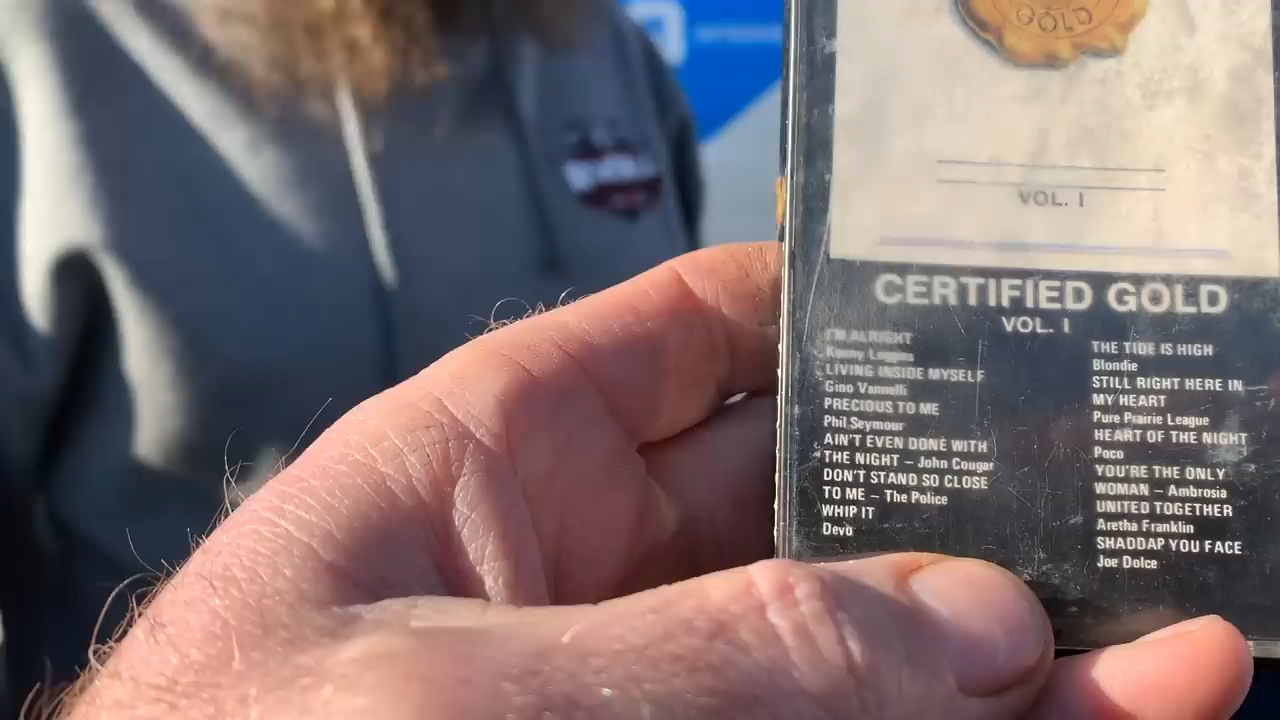 GOLD
VOL. I
CERTIFIED GOLD
VOL. I
I'M ALRIGHT
Kenny Loggins
LIVING INSIDE MYSELF
Gino Vannelli
PRECIOUS TO ME
Phil Seymour
AIN'T EVEN DONE WITH
THE NIGHT – John Cougar
DON'T STAND SO CLOSE
TO ME – The Police
WHIP IT
Devo
THE TIDE IS HIGH
Blondie
STILL RIGHT HERE IN
MY HEART
Pure Prairie League
HEART OF THE NIGHT
Poco
YOU'RE THE ONLY
WOMAN – Ambrosia
UNITED TOGETHER
Aretha Franklin
SHADDAP YOU FACE
Joe Dolce